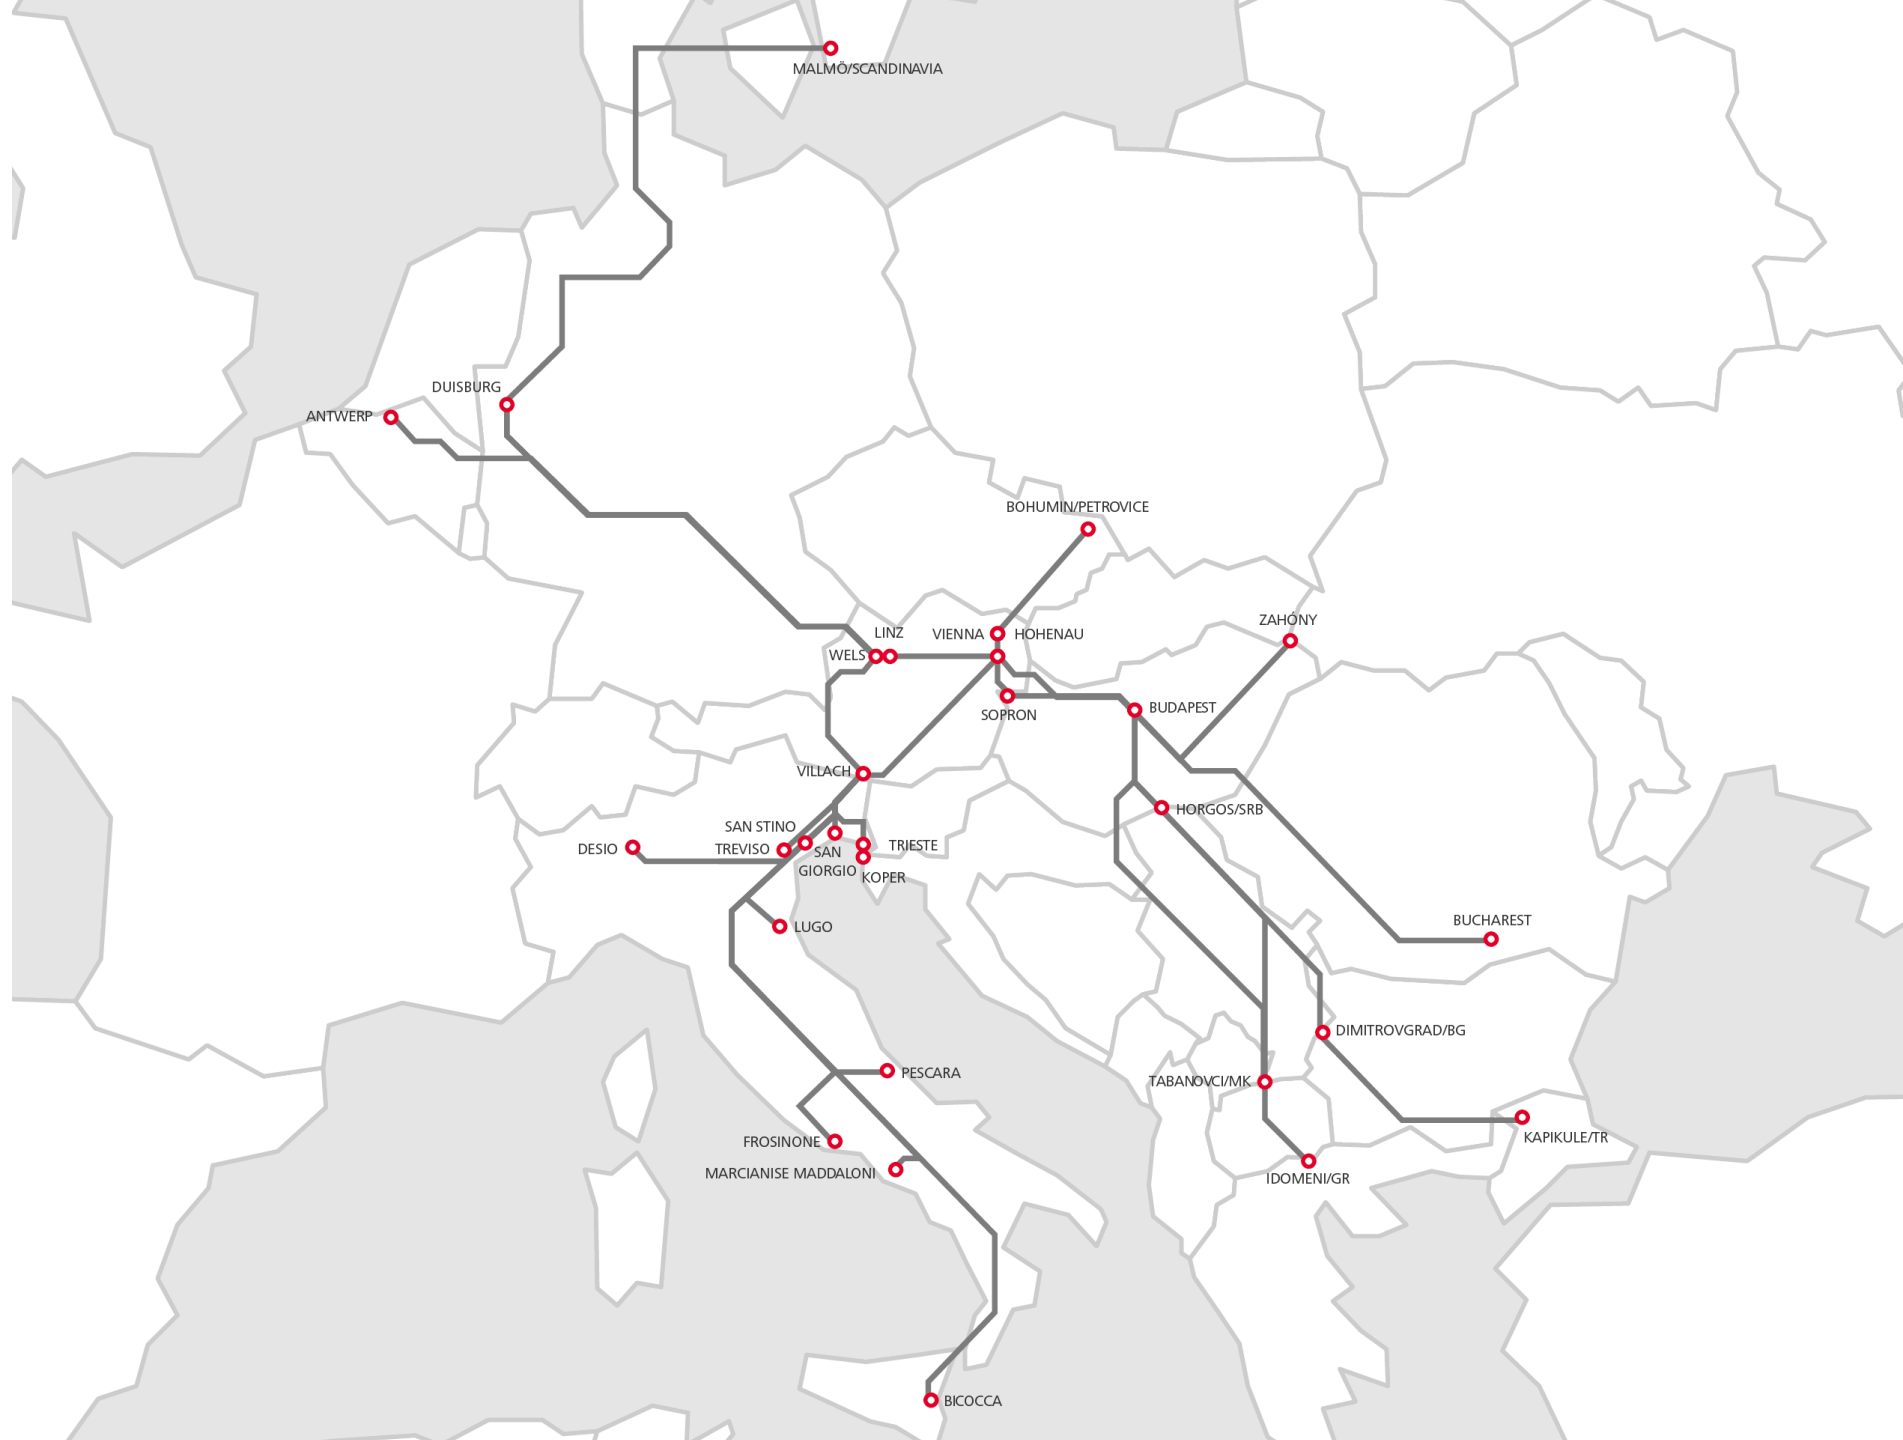 MALMÖ/SCANDINAVIA
DUISBURG
ANTWERP
BOHUMIN/PETROVICE
ZAHÓNY
LINZ
VIENNA
HOHENAU
WELS
SOPRON
BUDAPEST
VILLACH
HORGOS/SRB
SAN STINO
DESIO
TREVISO
SAN
GIORGIO
TRIESTE
KOPER
LUGO
BUCHAREST
DIMITROVGRAD/BG
PESCARA
TABANOVCI/MK
FROSINONE
KAPIKULE/TR
MARCIANISE MADDALONI
IDOMENI/GR
BICOCCA